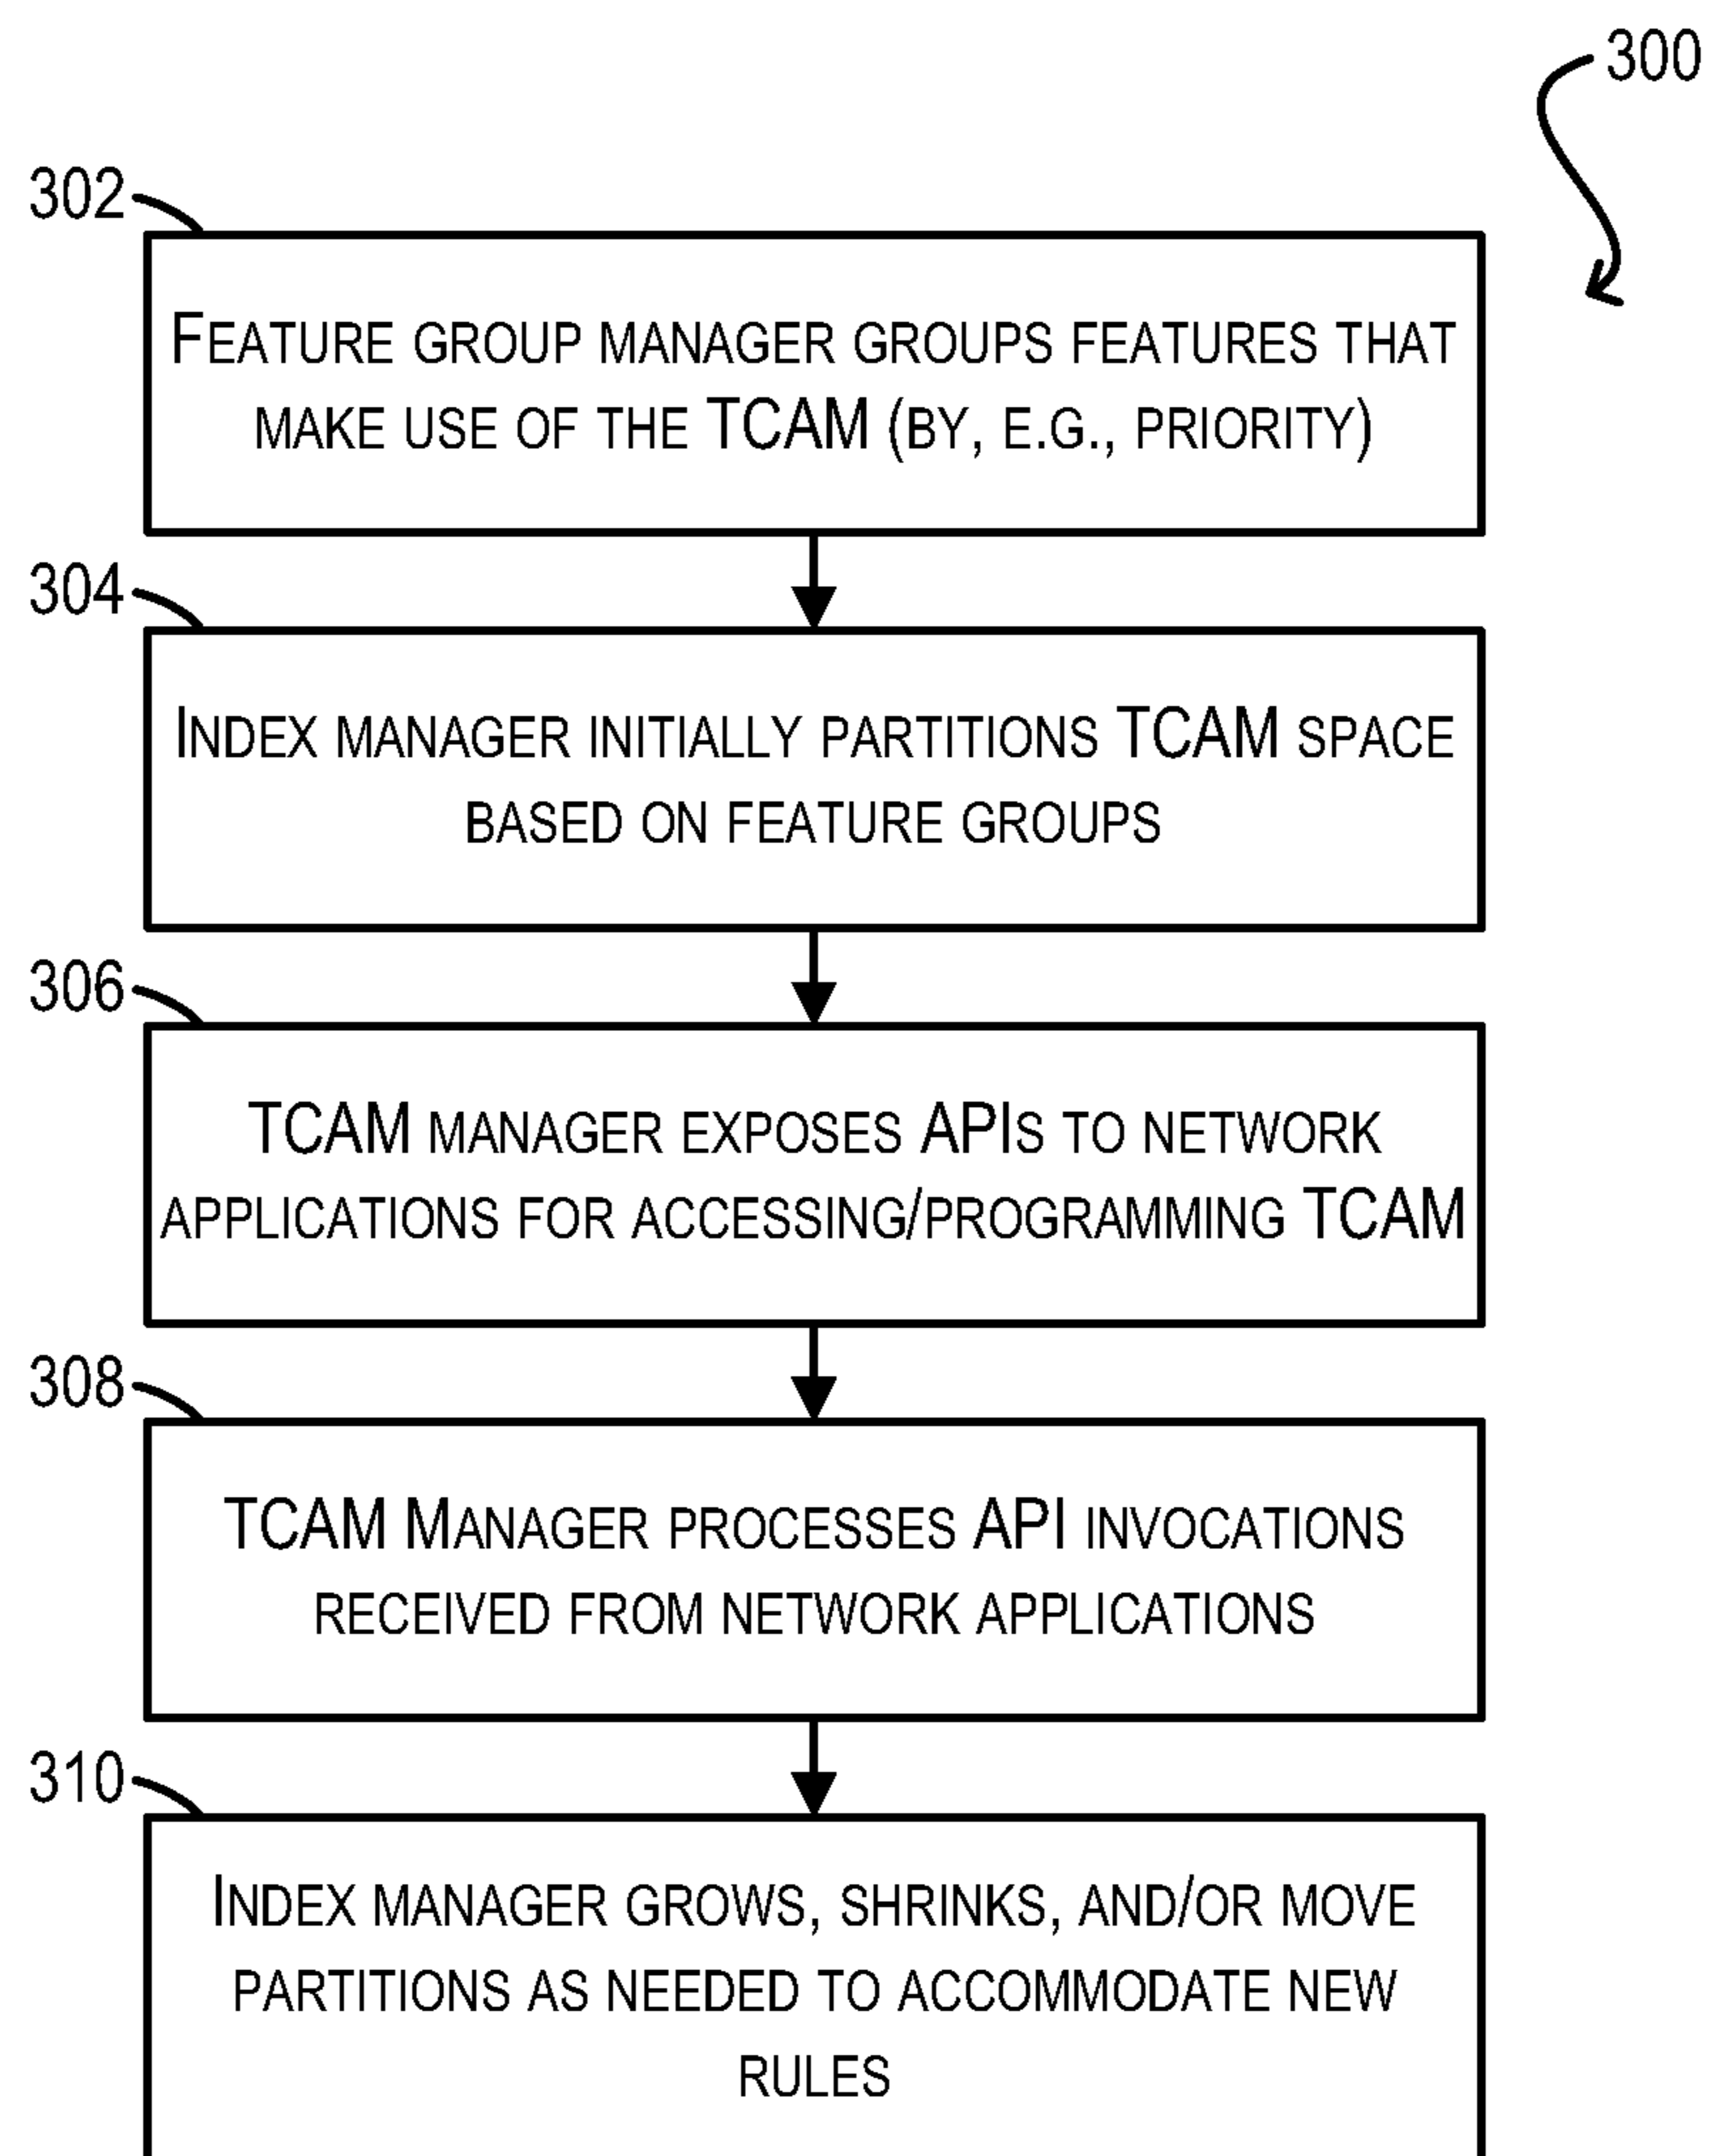 300
302
Feature group manager groups features that
make use of the TCAM (by, e.g., priority)
304
Index manager initially partitions TCAM space
based on feature groups
306
TCAM manager exposes APIs to network
applications for accessing/programming TCAM
308
TCAM Manager processes API invocations
received from network applications
310
Index manager grows, shrinks, and/or move
partitions as needed to accommodate new
rules